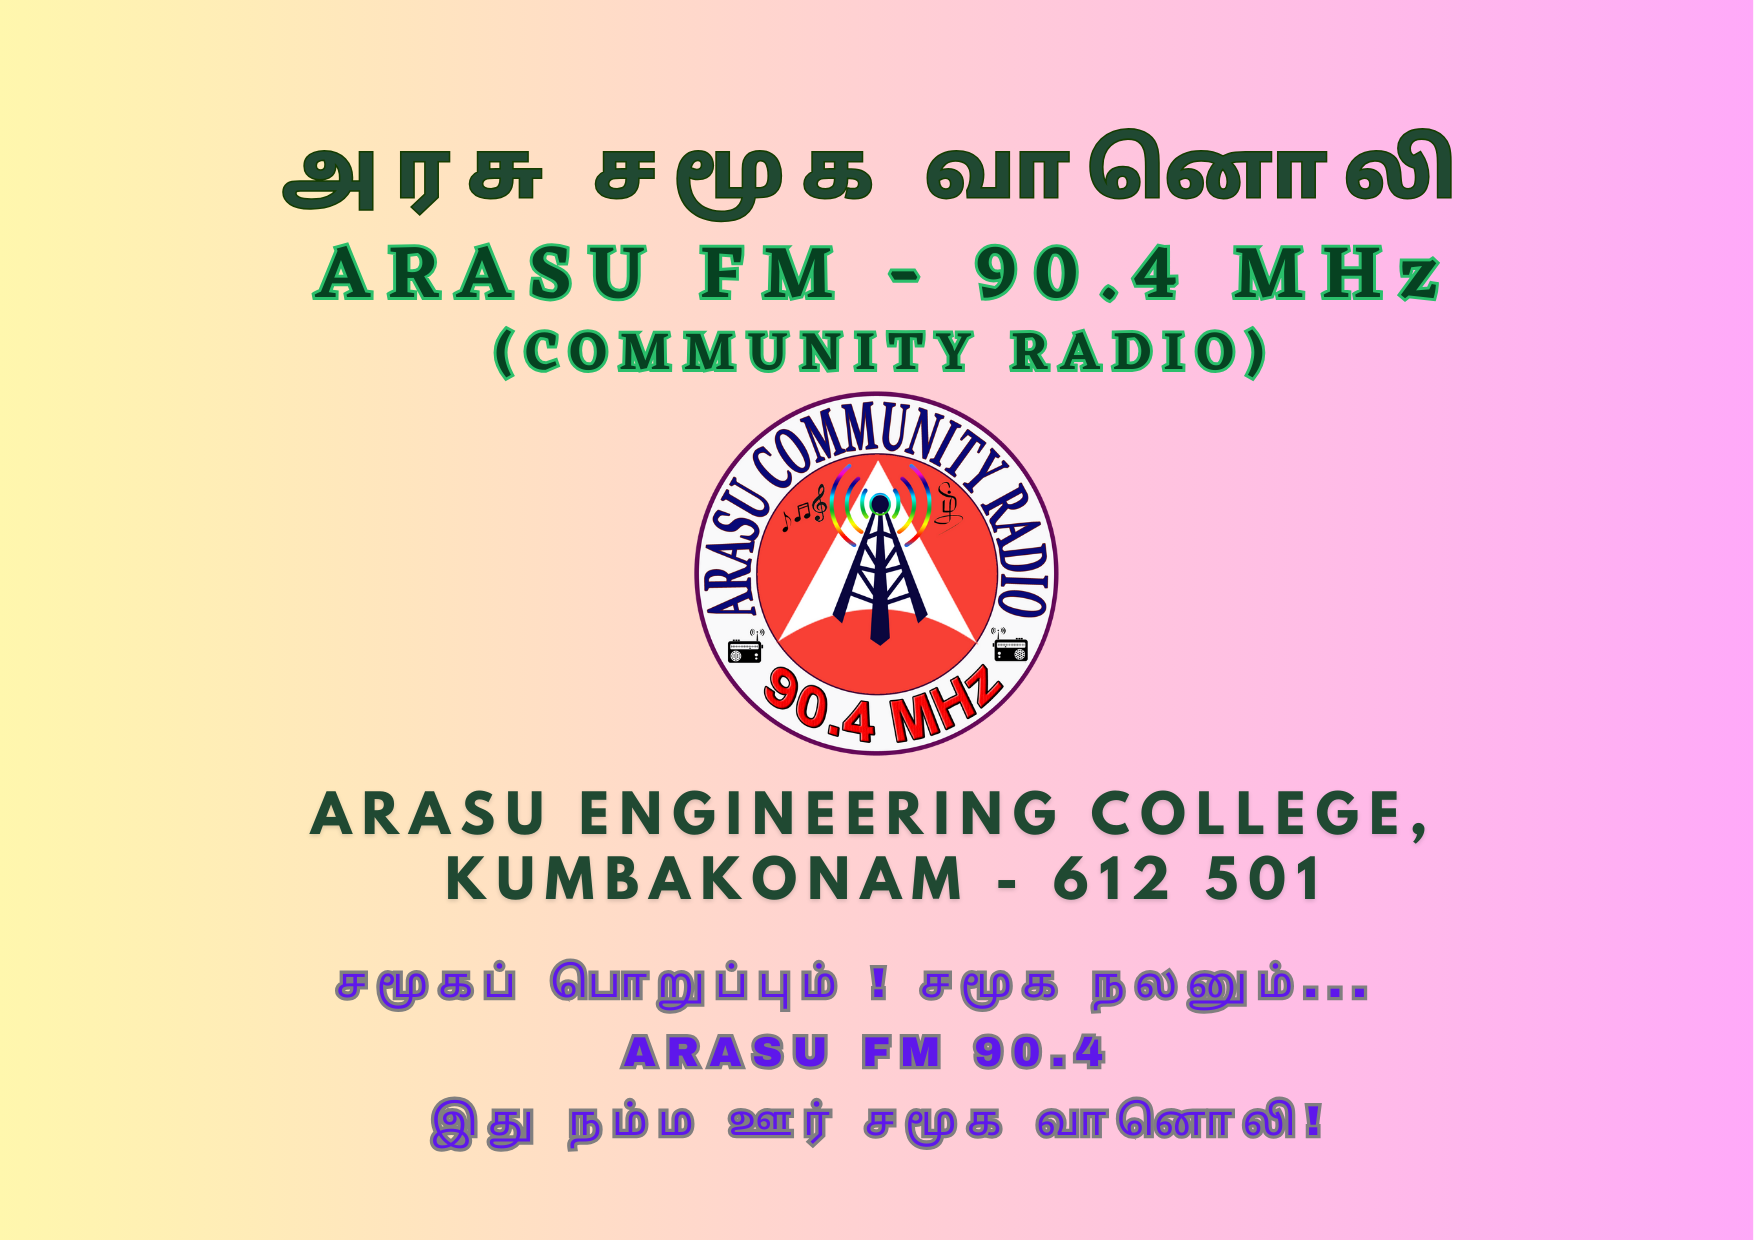 அரசு சமூக வானொலி
ARASU FM - 90.4 MHz
(COMMUNITY RADIO)
ARASU COMMUNITY RADIO
90.4 MHz
ARASU ENGINEERING COLLEGE,
KUMBAKONAM - 612 501
சமூகப் பொறுப்பும் ! சமூக நலனும்...
ARASU FM 90.4
இது நம்ம ஊர் சமூக வானொலி!